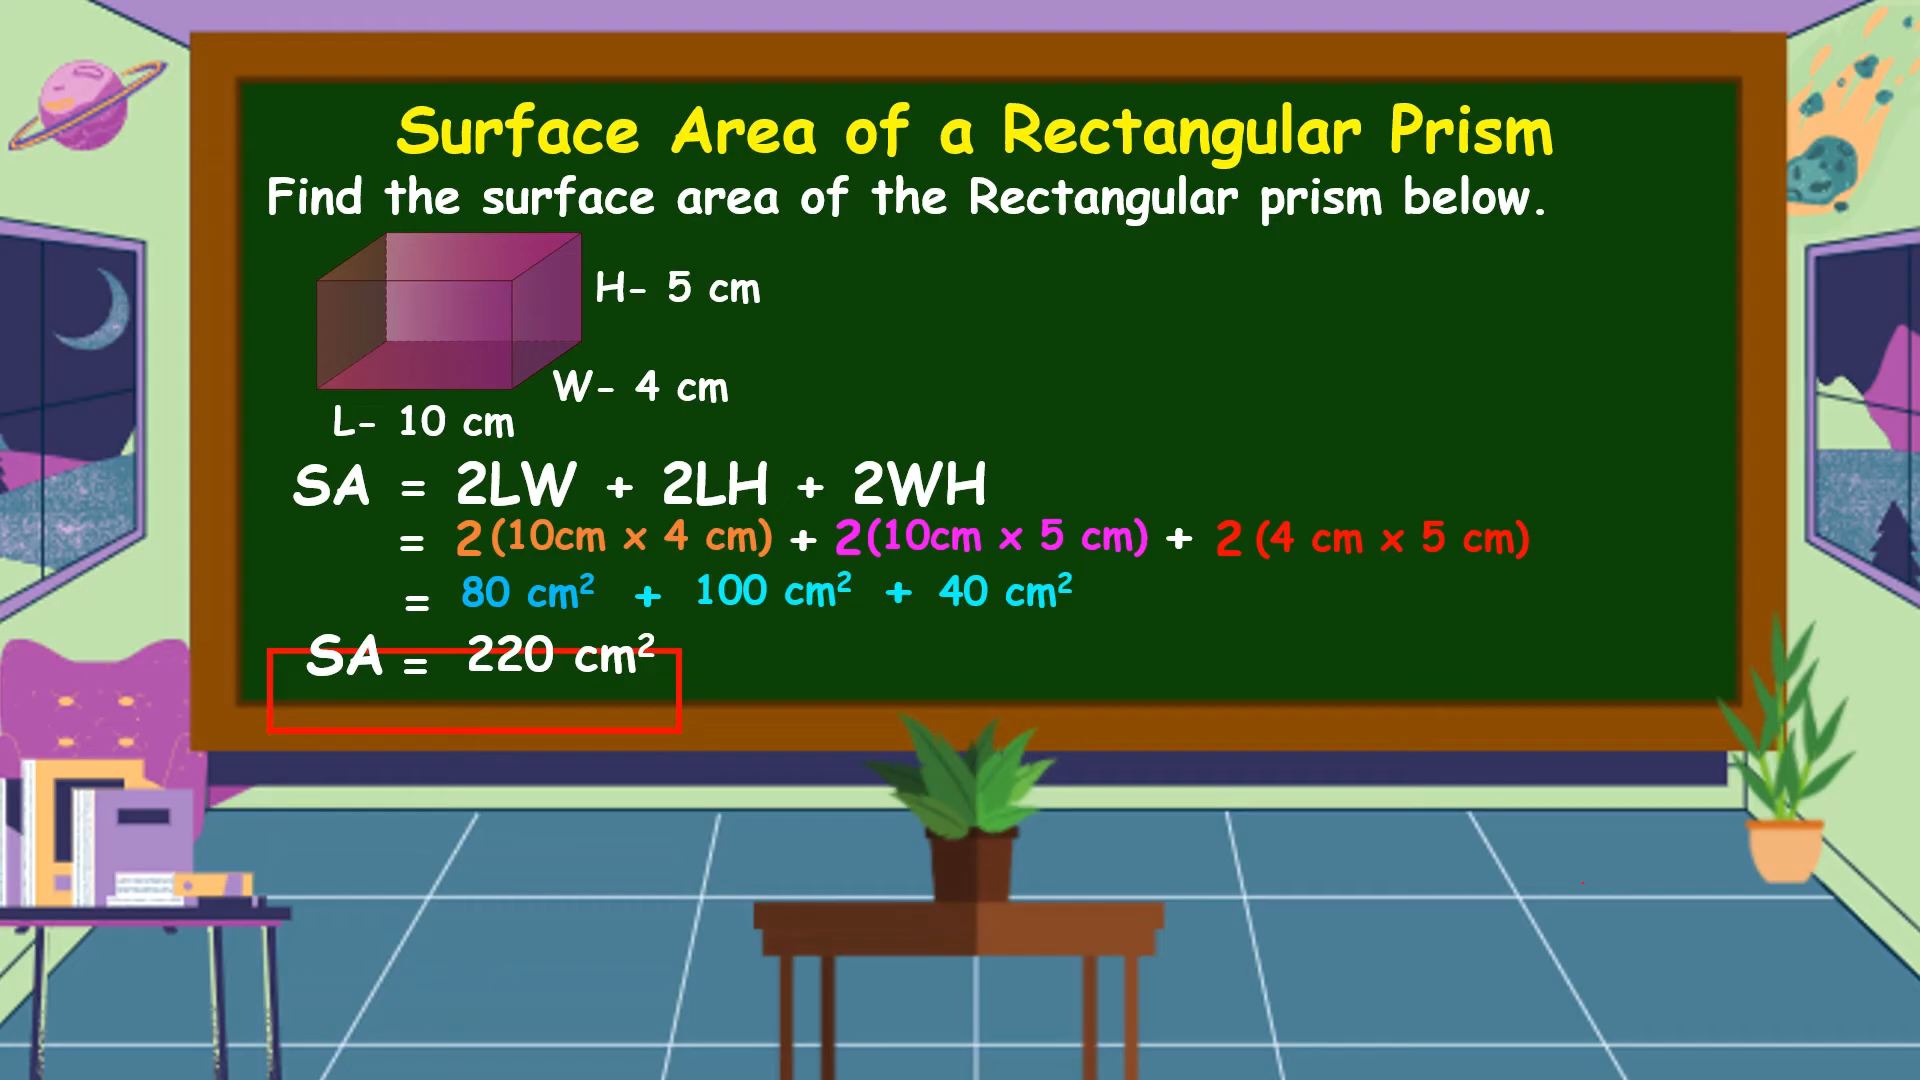 Surface Area of a Rectangular Prism
Find the surface area of the Rectangular prism below.
H- 5 cm
W- 4 cm
L- 10 cm
SA = 2LW + 2LH + 2WH
= 2(10cm x 4 cm) + 2(10cm x 5 cm) + 2 (4 cm x 5 cm)
= 80 cm² + 100 cm² + 40 cm²
SA = 220 cm²